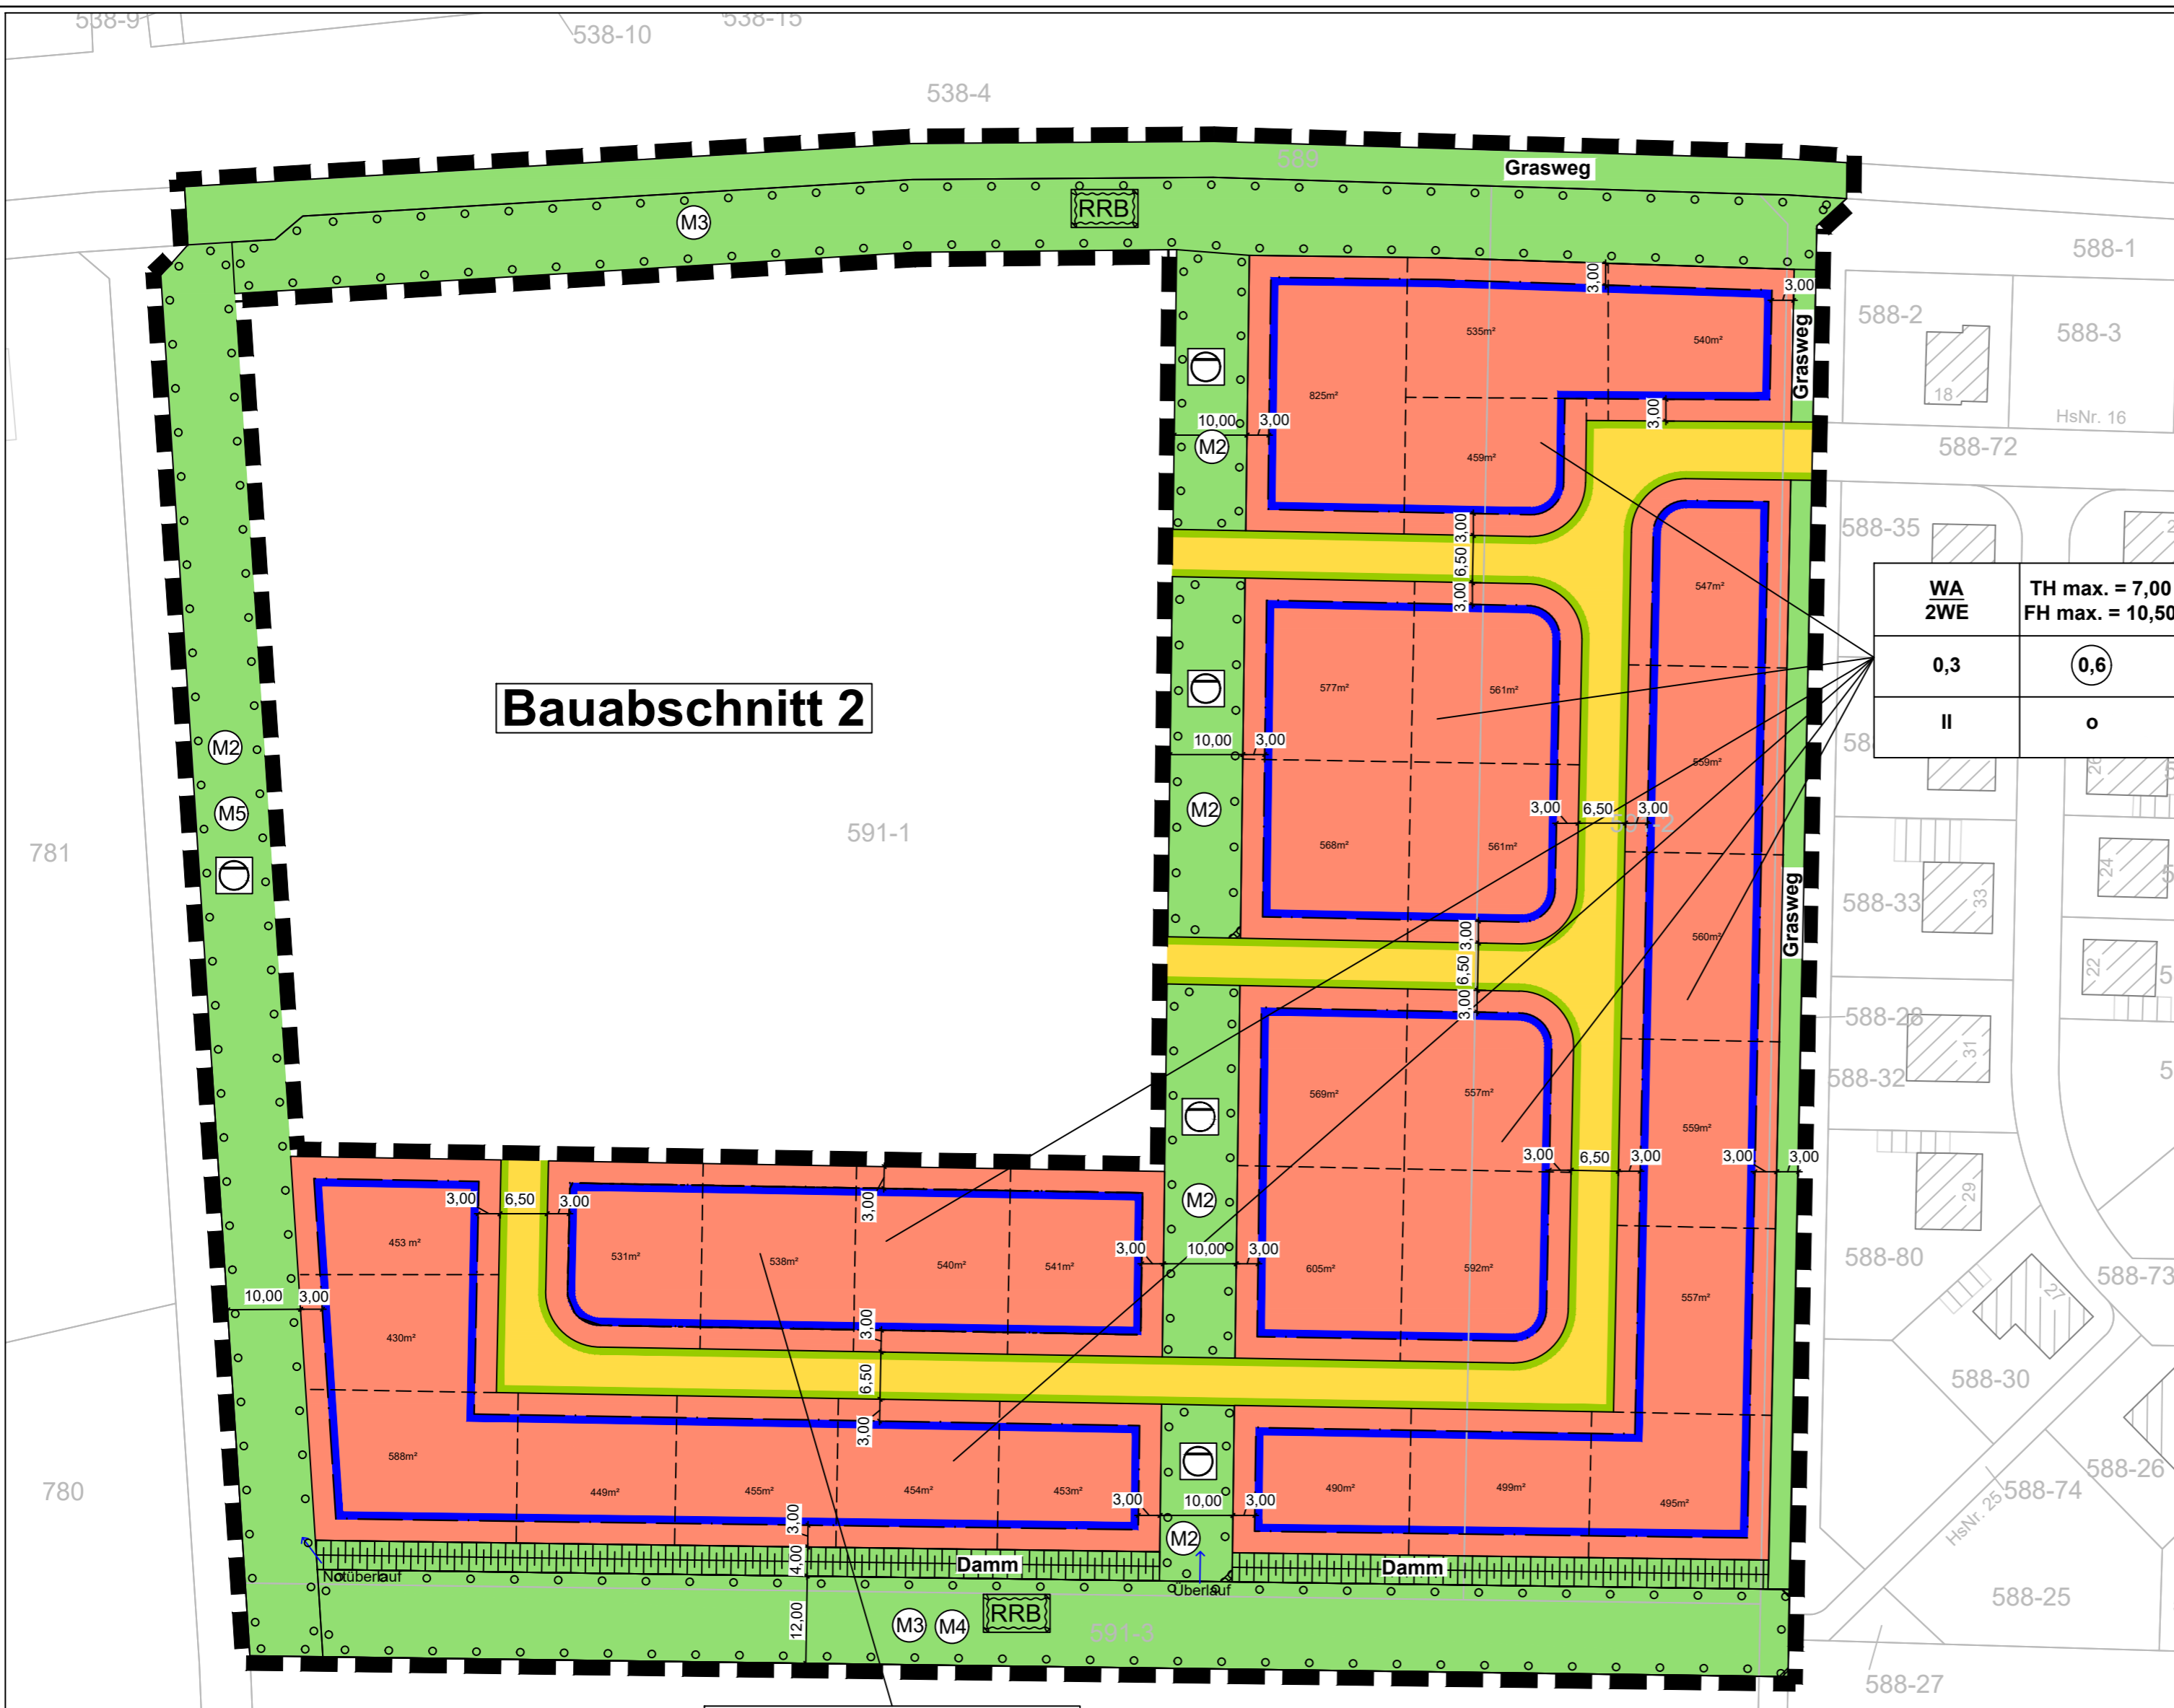 538-9
538-10
538-15
538-4
589
Grasweg
M3
RRB
588-1
3,00
3,00
588-2
588-3
Grasweg
535m²
540m²
825m²
18
HsNr. 16
10,00
3,00
3,00
M2
588-72
459m²
3,00
6,50
3,00
588-35
547m²
WA
2WE
TH max. = 7,00
FH max. = 10,50
0,3
0,6
II
o
Bauabschnitt 2
577m²
561m²
M2
10,00
3,00
559m²
M5
M2
3,00
6,50
3,00
591-1
781
568m²
561m²
24
Grasweg
588-33
33
3,00
6,50
3,00
560m²
22
588-28
31
588-32
569m²
557m²
559m²
3,00
6,50
3,00
3,00
3,00
29
M2
3,00
6,50
3,00
3,00
453 m²
531m²
538m²
540m²
541m²
3,00
10,00
3,00
605m²
592m²
588-80
588-73
27
10,00
3,00
557m²
430m²
3,00
6,50
3,00
588-30
588m²
449m²
455m²
454m²
453m²
3,00
10,00
3,00
490m²
499m²
495m²
588-26
588-74
780
HsNr. 25
3,00
4,00
M2
Damm
Damm
Notüberlauf
Überlauf
588-25
12,00
M3
M4
RRB
591-3
588-27